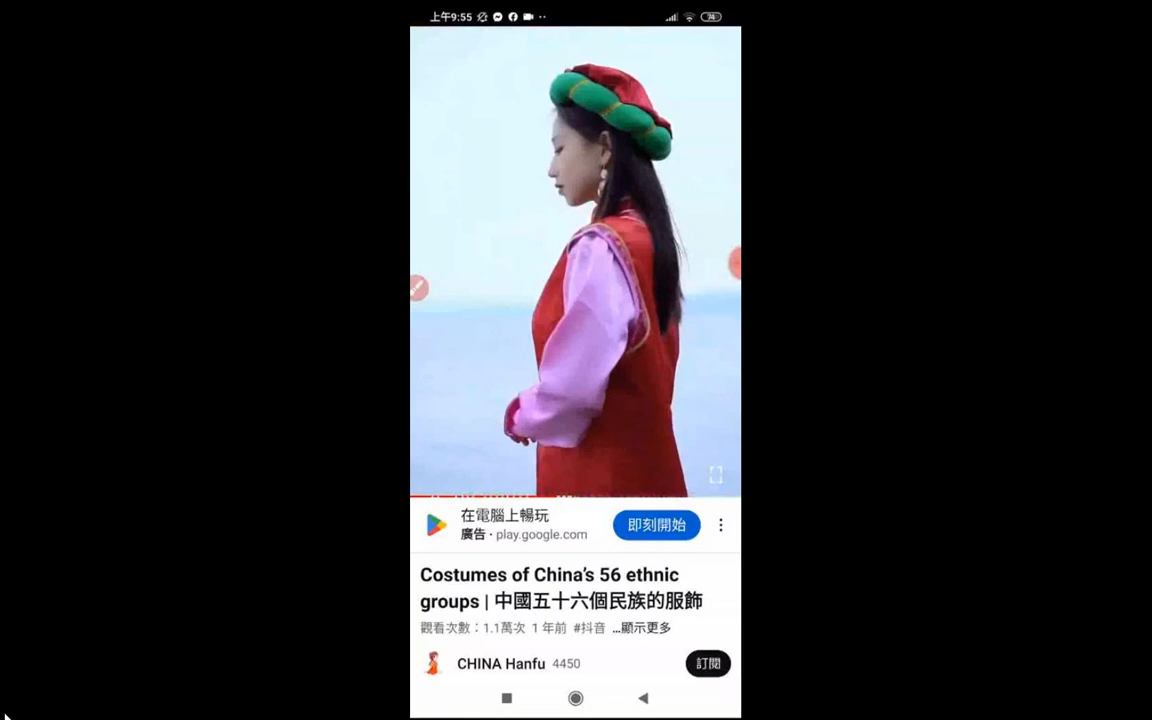 上午9:55
74
在電腦上暢玩
廣告 · play.google.com
即刻開始
Costumes of China’s 56 ethnic
groups | 中國五十六個民族的服飾
觀看次數：1.1萬次 1 年前 #抖音 ...顯示更多
CHINA Hanfu 4450
訂閱